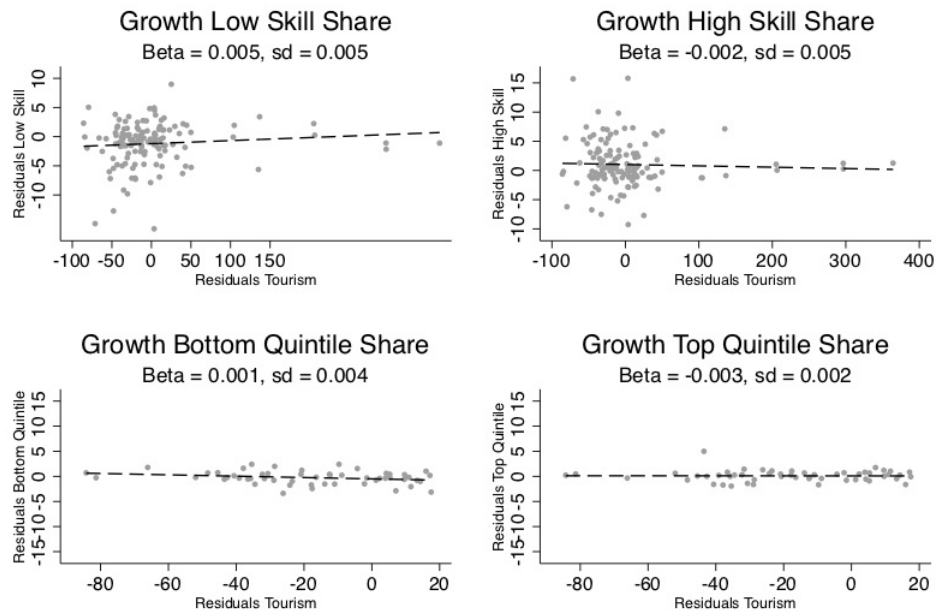 Growth Low Skill Share
Beta = 0.005, sd = 0.005
Residuals Low Skill
10
5
0
-5
-10
-100 -50 0 50 100 150
Residuals Tourism
Growth High Skill Share
Beta = -0.002, sd = 0.005
Residuals High Skill
15
10
5
0
-5
-10
-100 0 100 200 300 400
Residuals Tourism
Growth Bottom Quintile Share
Beta = 0.001, sd = 0.004
Residuals Bottom Quintile
15
10
5
0
-5
-10
-15
-80 -60 -40 -20 0 20
Residuals Tourism
Growth Top Quintile Share
Beta = -0.003, sd = 0.002
Residuals Top Quintile
15
10
5
0
-5
-10
-15
-80 -60 -40 -20 0 20
Residuals Tourism